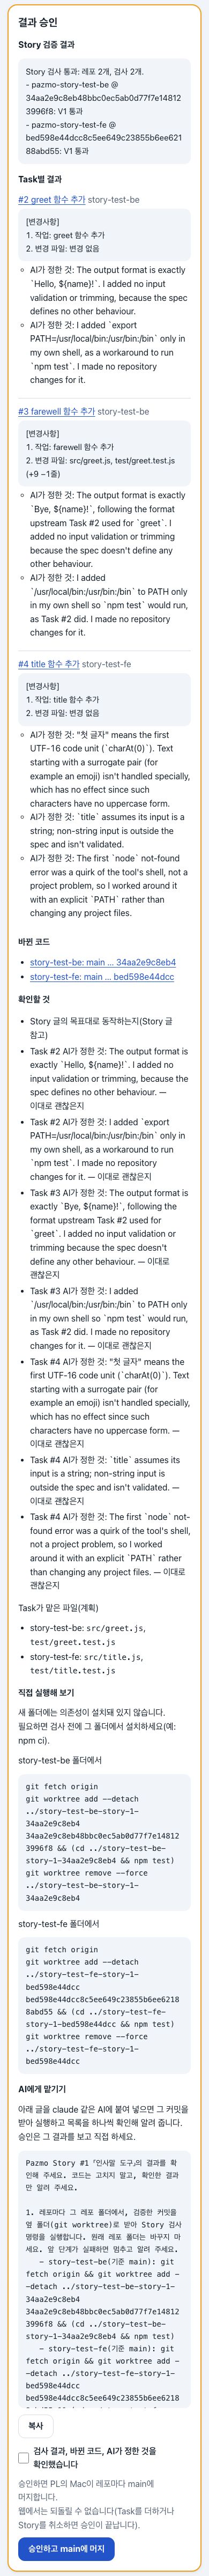 결과 승인
Story 검증 결과
Story 검사 통과: 레포 2개, 검사 2개.
- pazmo-story-test-be @
34aa2e9c8eb48bbc0ec5ab0d77f7e14812
3996f8: V1 통과
- pazmo-story-test-fe @
bed598e44dcc8c5ee649c23855b6ee621
88abd55: V1 통과
Task별 결과
#2 greet 함수 추가 story-test-be
[변경사항]
1. 작업: greet 함수 추가
2. 변경 파일: 변경 없음
◦ AI가 정한 것: The output format is exactly
`Hello, ${name}!`. I added no input
validation or trimming, because the spec
defines no other behaviour.
◦ AI가 정한 것: I added `export
PATH=/usr/local/bin:/usr/bin:/bin` only in
my own shell, as a workaround to run
`npm test`. I made no repository
changes for it.
#3 farewell 함수 추가 story-test-be
[변경사항]
1. 작업: farewell 함수 추가
2. 변경 파일: src/greet.js, test/greet.test.js
(+9 −1줄)
◦ AI가 정한 것: The output format is exactly
`Bye, ${name}!`, following the format
upstream Task #2 used for `greet`. I
added no input validation or trimming
because the spec doesn't define any
other behaviour.
◦ AI가 정한 것: I added
`/usr/local/bin:/usr/bin:/bin` to PATH only
in my own shell so `npm test` would run,
as Task #2 did. I made no repository
changes for it.
#4 title 함수 추가 story-test-fe
[변경사항]
1. 작업: title 함수 추가
2. 변경 파일: 변경 없음
◦ AI가 정한 것: "첫 글자" means the first
UTF-16 code unit (`charAt(0)`). Text
starting with a surrogate pair (for
example an emoji) isn't handled specially,
which has no effect since such
characters have no uppercase form.
◦ AI가 정한 것: `title` assumes its input is a
string; non-string input is outside the
spec and isn't validated.
◦ AI가 정한 것: The first `node` not-found
error was a quirk of the tool's shell, not a
project problem, so I worked around it
with an explicit `PATH` rather than
changing any project files.
바뀐 코드
• story-test-be: main … 34aa2e9c8eb4
• story-test-fe: main … bed598e44dcc
확인할 것
• Story 글의 목표대로 동작하는지(Story 글
참고)
• Task #2 AI가 정한 것: The output format is
exactly `Hello, ${name}!`. I added no input
validation or trimming, because the spec
defines no other behaviour. —
이대로 괜찮은지
• Task #2 AI가 정한 것: I added `export
PATH=/usr/local/bin:/usr/bin:/bin` only in
my own shell, as a workaround to run
`npm test`. I made no repository
changes for it. — 이대로 괜찮은지
• Task #3 AI가 정한 것: The output format is
exactly `Bye, ${name}!`, following the
format upstream Task #2 used for
`greet`. I added no input validation or
trimming because the spec doesn't
define any other behaviour. — 이대로
괜찮은지
• Task #3 AI가 정한 것: I added
`/usr/local/bin:/usr/bin:/bin` to PATH only
in my own shell so `npm test` would run,
as Task #2 did. I made no repository
changes for it. — 이대로 괜찮은지
• Task #4 AI가 정한 것: "첫 글자" means the
first UTF-16 code unit (`charAt(0)`). Text
starting with a surrogate pair (for
example an emoji) isn't handled specially,
which has no effect since such
characters have no uppercase form. —
이대로 괜찮은지
• Task #4 AI가 정한 것: `title` assumes its
input is a string; non-string input is
outside the spec and isn't validated. —
이대로 괜찮은지
• Task #4 AI가 정한 것: The first `node` not-
found error was a quirk of the tool's shell,
not a project problem, so I worked
around it with an explicit `PATH` rather
than changing any project files. — 이대로
괜찮은지
Task가 맡은 파일(계획)
• story-test-be: src/greet.js,
test/greet.test.js
• story-test-fe: src/title.js,
test/title.test.js
직접 실행해 보기
새 폴더에는 의존성이 설치돼 있지 않습니다.
필요하면 검사 전에 그 폴더에서 설치하세요(예:
npm ci).
story-test-be 폴더에서
git fetch origin
git worktree add --detach
../story-test-be-story-1-
34aa2e9c8eb4
34aa2e9c8eb48bbc0ec5ab0d77f7e14812
3996f8 && (cd ../story-test-be-
story-1-34aa2e9c8eb4 && npm test)
git worktree remove --force
../story-test-be-story-1-
34aa2e9c8eb4
story-test-fe 폴더에서
git fetch origin
git worktree add --detach
../story-test-fe-story-1-
bed598e44dcc
bed598e44dcc8c5ee649c23855b6ee6218
8abd55 && (cd ../story-test-fe-
story-1-bed598e44dcc && npm test)
git worktree remove --force
../story-test-fe-story-1-
bed598e44dcc
AI에게 맡기기
아래 글을 claude 같은 AI에 붙여 넣으면 그 커밋을
받아 실행하고 목록을 하나씩 확인해 알려 줍니다.
승인은 그 결과를 보고 직접 하세요.
Pazmo Story #1 「인사말 도구」의 결과를 확
인해 주세요. 코드는 고치지 말고, 확인한 결과
만 알려 주세요.
1. 레포마다 그 레포 폴더에서, 검증한 커밋을
옆 폴더(git worktree)로 받아 Story 검사
명령을 실행합니다. 원래 레포 폴더는 바꾸지 마
세요. 앞 단계가 실패하면 멈추고 알려 주세요.
- story-test-be(기준 main): git
fetch origin && git worktree add -
-detach ../story-test-be-story-1-
34aa2e9c8eb4
34aa2e9c8eb48bbc0ec5ab0d77f7e14812
3996f8 && (cd ../story-test-be-
story-1-34aa2e9c8eb4 && npm test)
- story-test-fe(기준 main): git
fetch origin && git worktree add -
-detach ../story-test-fe-story-1-
bed598e44dcc
bed598e44dcc8c5ee649c23855b6ee6218
복사
검사 결과, 바뀐 코드, AI가 정한 것을
확인했습니다
승인하면 PL의 Mac이 레포마다 main에
머지합니다.
웹에서는 되돌릴 수 없습니다(Task를 더하거나
Story를 취소하면 승인이 끝납니다).
승인하고 main에 머지